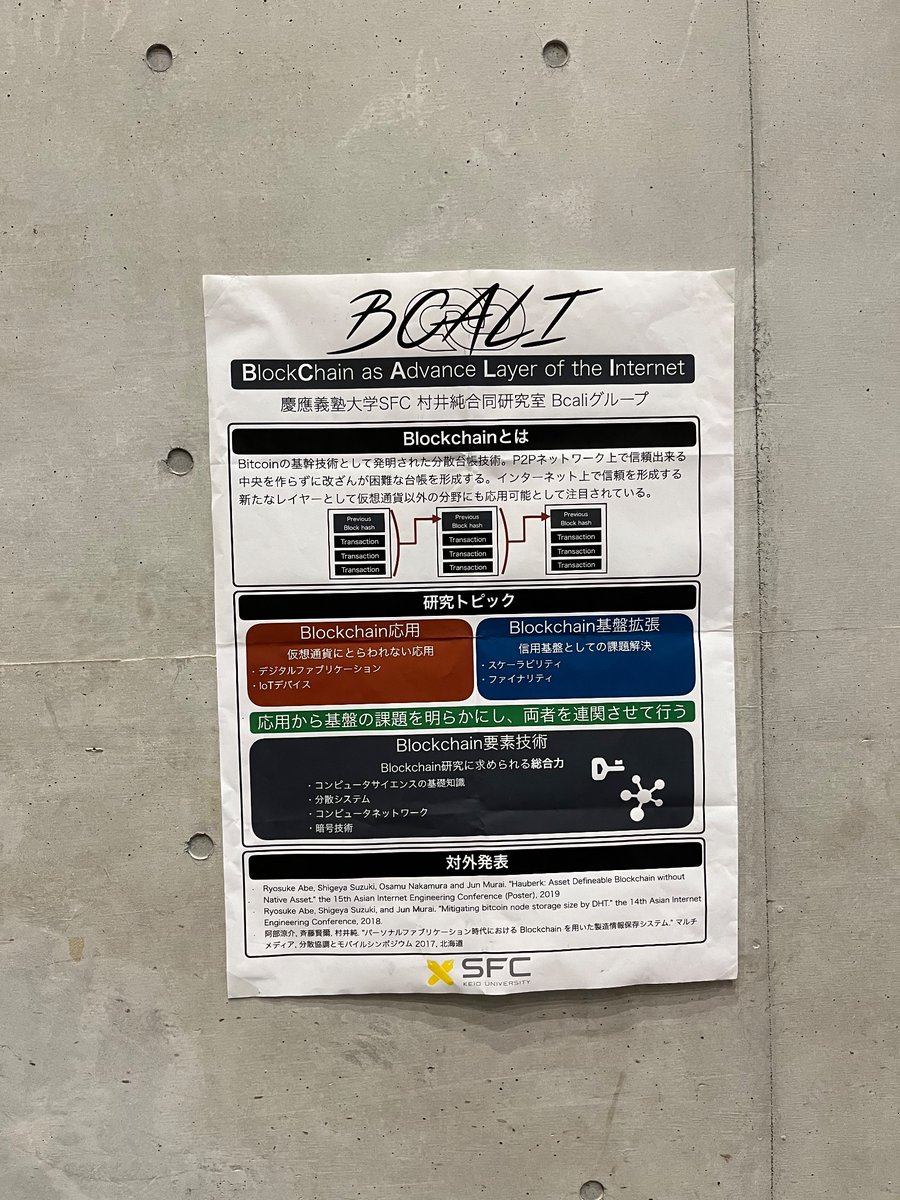 BCALI
BlockChain as Advance Layer of the Internet
慶應義塾大学SFC 村井純合同研究室 Bcaliグループ
Blockchainとは
Bitcoinの基幹技術として発明された分散台帳技術。P2Pネットワーク上で信頼出来る
中央を作らずに改ざんが困難な台帳を形成する。インターネット上で信頼を形成する
新たなレイヤーとして仮想通貨以外の分野にも応用可能として注目されている。
Previous
Block hash
Transaction
Transaction
Transaction
Previous
Block hash
Transaction
Transaction
Transaction
Previous
Block hash
Transaction
Transaction
Transaction
研究トピック
Blockchain応用
仮想通貨にとらわれない応用
・デジタルファブリケーション
・IoTデバイス
Blockchain基盤拡張
信用基盤としての課題解決
・スケーラビリティ
・ファイナリティ
応用から基盤の課題を明らかにし、両者を連関させて行う
Blockchain要素技術
Blockchain研究に求められる総合力
・コンピュータサイエンスの基礎知識
・分散システム
・コンピュータネットワーク
・暗号技術
対外発表
· Ryosuke Abe, Shigeya Suzuki, Osamu Nakamura and Jun Murai. "Hauberk: Asset Defineable Blockchain without
Native Asset." the 15th Asian Internet Engineering Conference (Poster), 2019
· Ryosuke Abe, Shigeya Suzuki, and Jun Murai. "Mitigating bitcoin node storage size by DHT." the 14th Asian Internet
Engineering Conference, 2018.
· 阿部涼介, 斉藤賢爾, 村井純. "パーソナルファブリケーション時代における Blockchain を用いた製造情報保存システム." マルチ
メディア, 分散協調とモバイルシンポジウム 2017, 北海道
SFC
KEIO UNIVERSITY